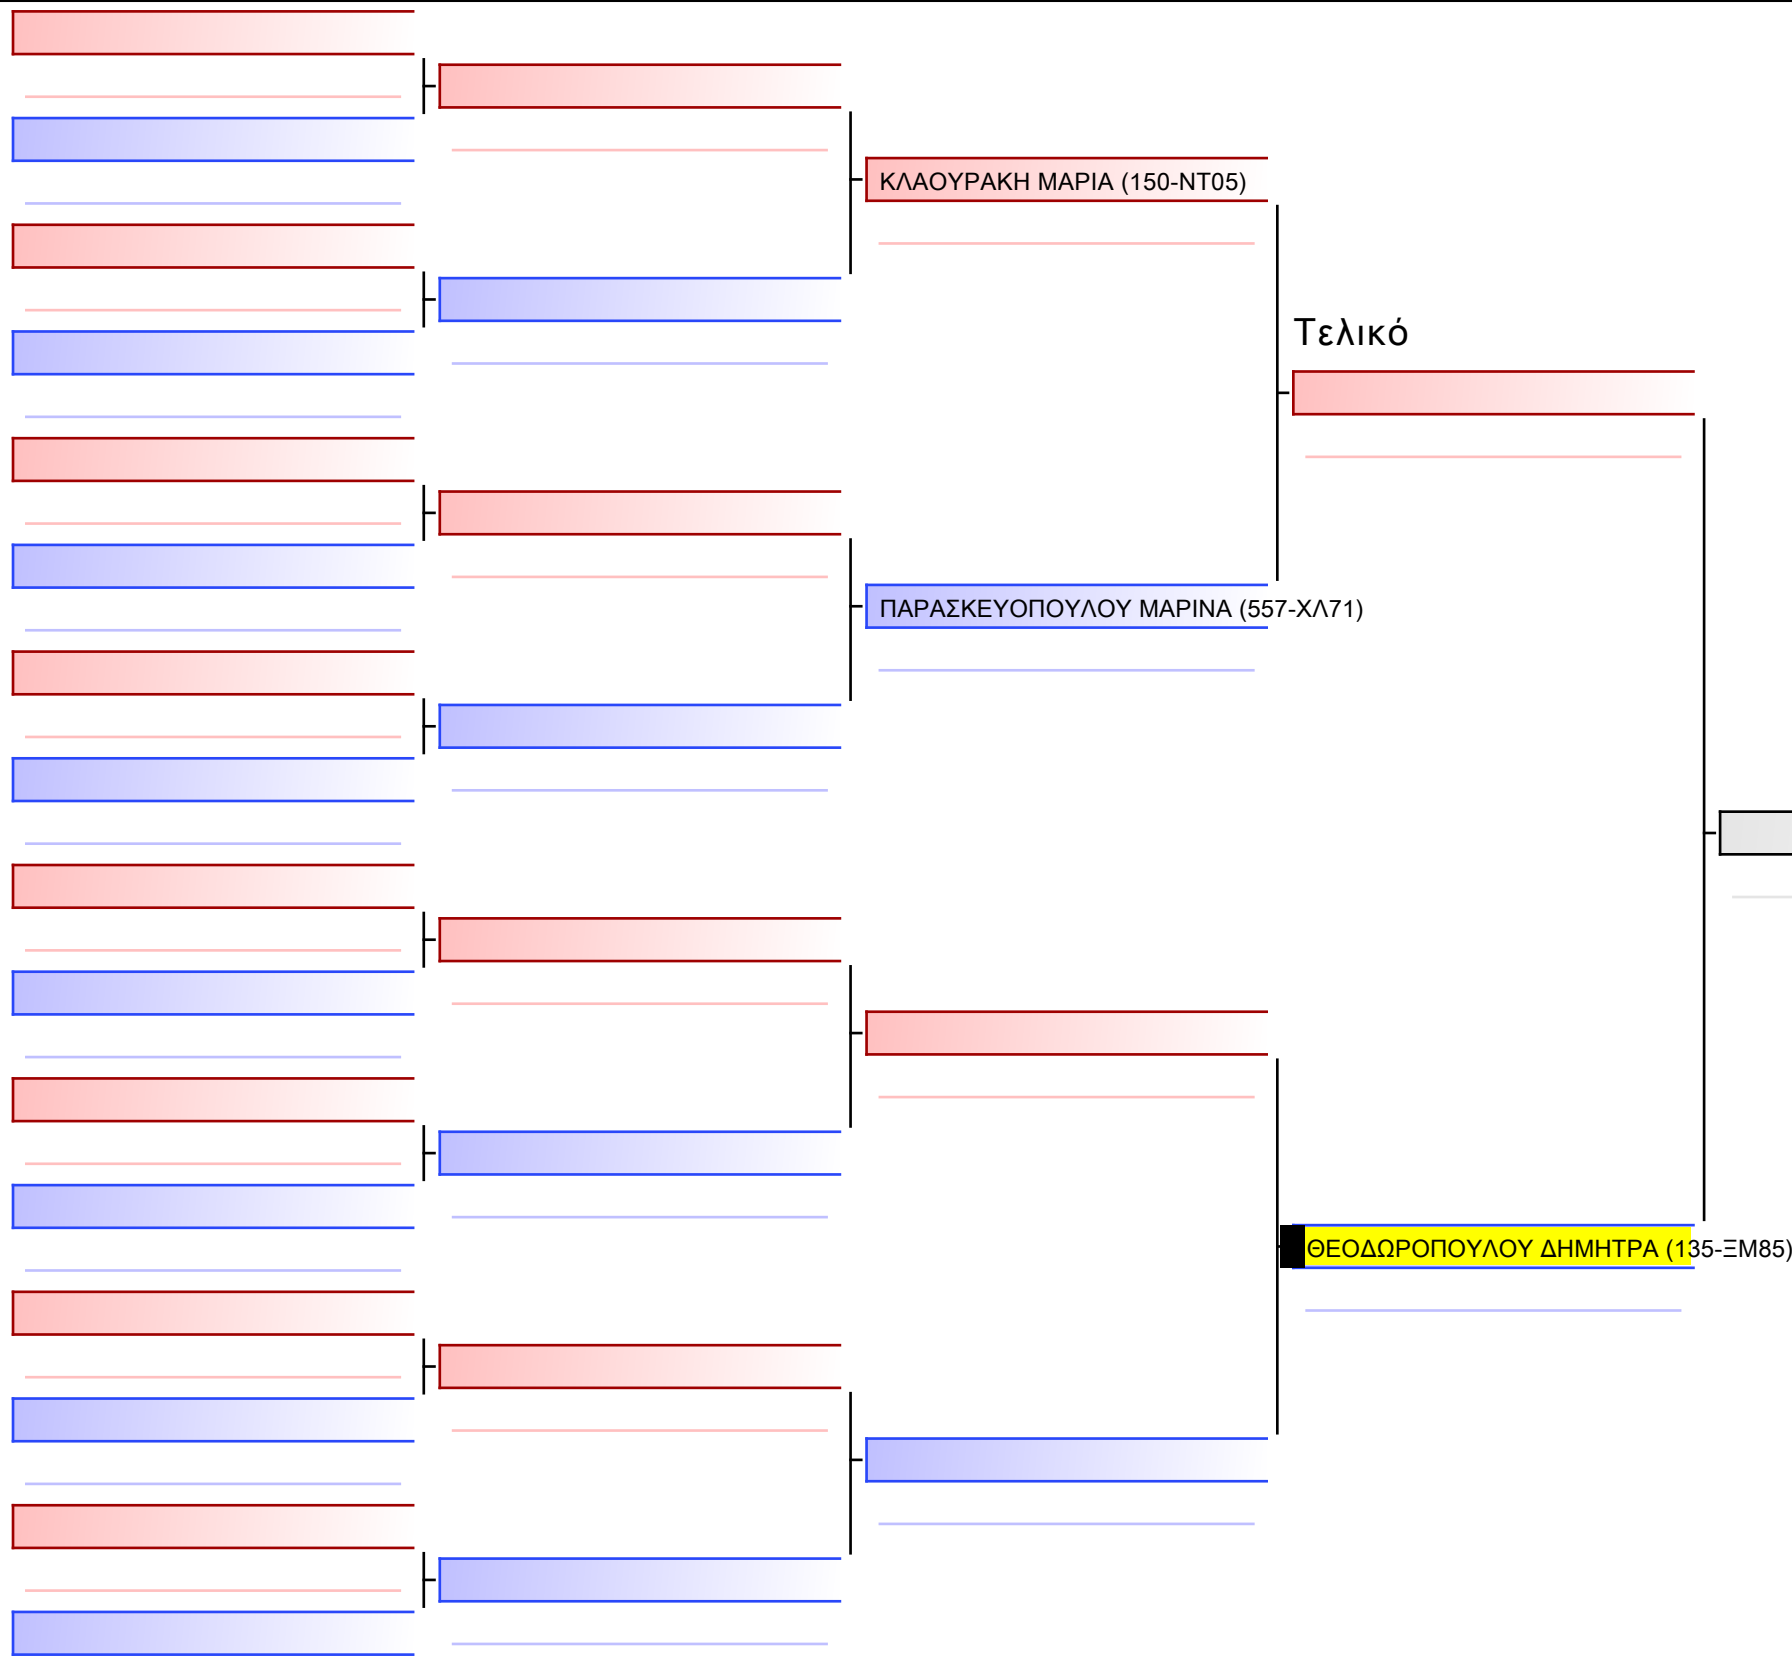 ΚΛΑΟΥΡΑΚΗ ΜΑΡΙΑ (150-ΝΤ05)
Τελικό
ΠΑΡΑΣΚΕΥΟΠΟΥΛΟΥ ΜΑΡΙΝΑ (557-ΧΛ71)
ΘΕΟΔΩΡΟΠΟΥΛΟΥ ΔΗΜΗΤΡΑ (135-ΞΜ85)